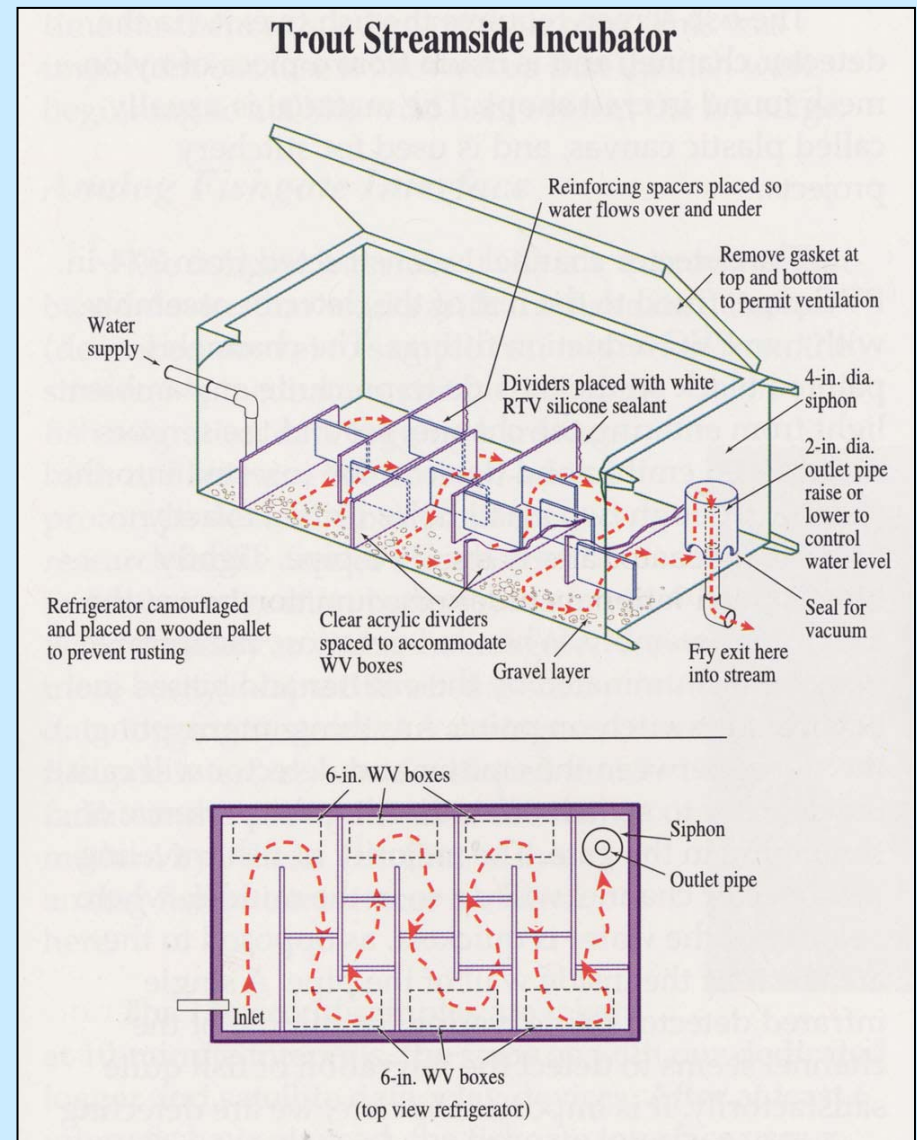 Trout Streamside Incubator
Reinforcing spacers placed so
water flows over and under
Remove gasket at
top and bottom
to permit ventilation
Water
supply
Dividers placed with white
RTV silicone sealant
4-in. dia.
siphon
2-in. dia.
outlet pipe
raise or
lower to
control
water level
Refrigerator camouflaged
and placed on wooden pallet
to prevent rusting
Clear acrylic dividers
spaced to accommodate
WV boxes
Gravel layer
Seal for
vacuum
Fry exit here
into stream
6-in. WV boxes
Siphon
Outlet pipe
Inlet
6-in. WV boxes
(top view refrigerator)